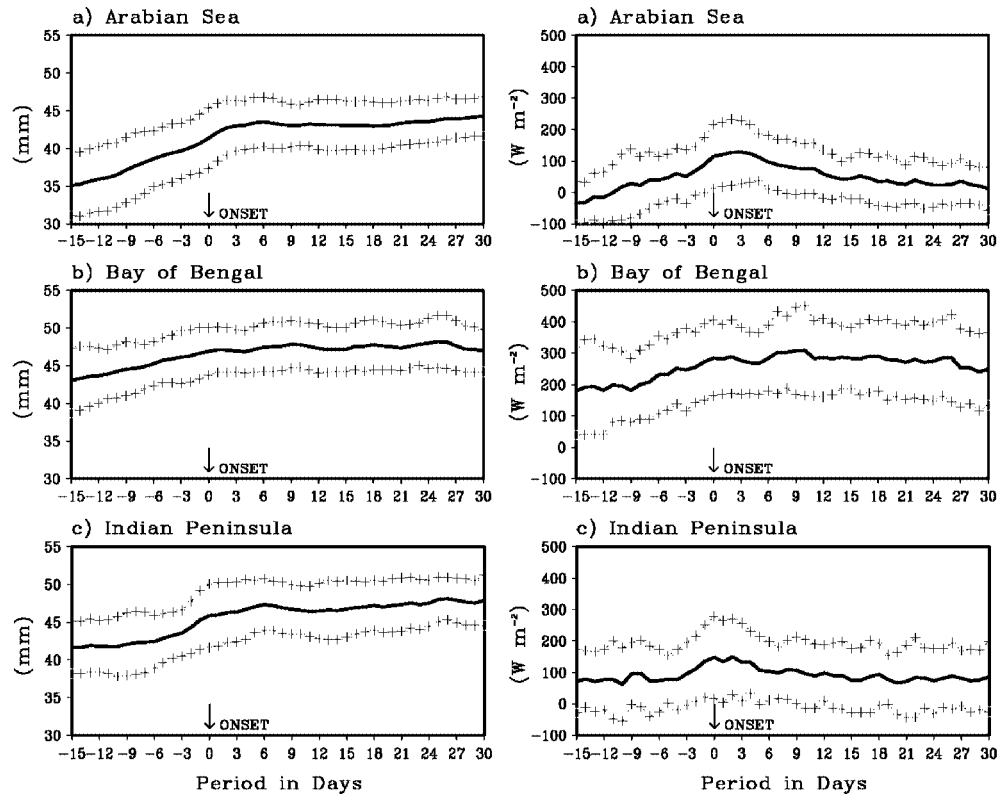 a) Arabian Sea
55
50
45
40
35
30
(mm)
ONSET
-15 -12 -9 -6 -3 0 3 6 9 12 15 18 21 24 27 30
b) Bay of Bengal
55
50
45
40
35
30
(mm)
ONSET
-15 -12 -9 -6 -3 0 3 6 9 12 15 18 21 24 27 30
c) Indian Peninsula
55
50
45
40
35
30
(mm)
ONSET
-15 -12 -9 -6 -3 0 3 6 9 12 15 18 21 24 27 30
Period in Days
a) Arabian Sea
500
400
300
200
100
0
-100
(W m⁻²)
ONSET
-15 -12 -9 -6 -3 0 3 6 9 12 15 18 21 24 27 30
b) Bay of Bengal
500
400
300
200
100
0
-100
(W m⁻²)
ONSET
-15 -12 -9 -6 -3 0 3 6 9 12 15 18 21 24 27 30
c) Indian Peninsula
500
400
300
200
100
0
-100
(W m⁻²)
ONSET
-15 -12 -9 -6 -3 0 3 6 9 12 15 18 21 24 27 30
Period in Days